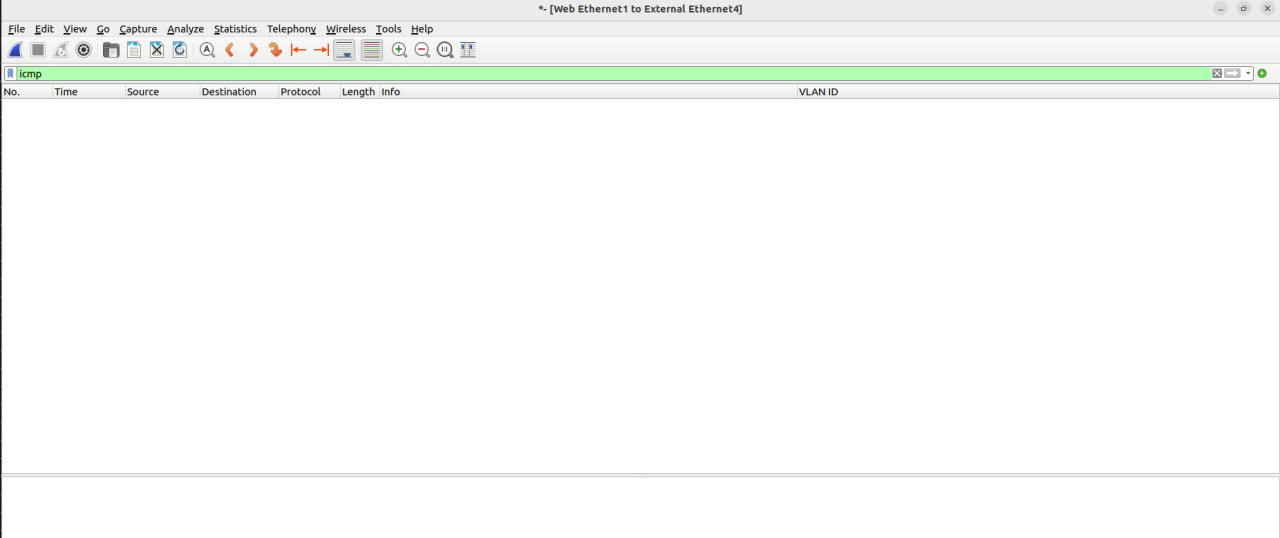 *- [Web Ethernet1 to External Ethernet4]
File Edit View Go Capture Analyze Statistics Telephony Wireless Tools Help
icmp
No. Time Source Destination Protocol Length Info VLAN ID